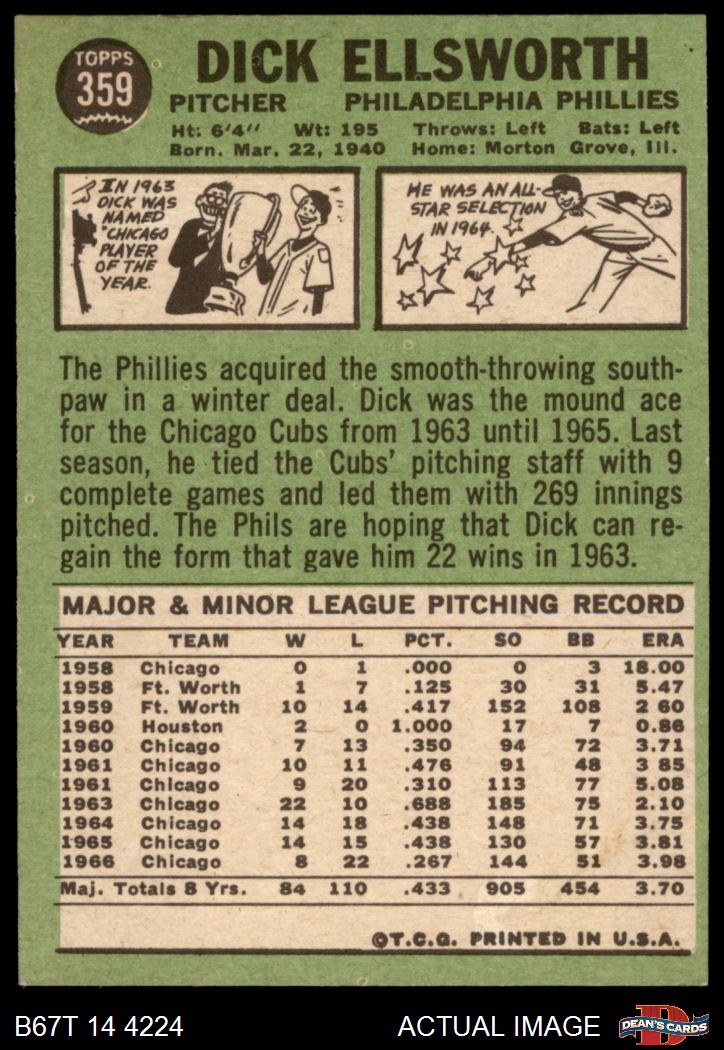 TOPPS
359
DICK ELLSWORTH
PITCHER PHILADELPHIA PHILLIES
Ht: 6'4" Wt: 195 Throws: Left Bats: Left
Born. Mar. 22, 1940 Home: Morton Grove, Ill.
IN 1963
DICK WAS
NAMED
"CHICAGO
PLAYER
OF THE
YEAR.
HE WAS AN ALL-
STAR SELECTION
IN 1964.
The Phillies acquired the smooth-throwing south-
paw in a winter deal. Dick was the mound ace
for the Chicago Cubs from 1963 until 1965. Last
season, he tied the Cubs' pitching staff with 9
complete games and led them with 269 innings
pitched. The Phils are hoping that Dick can re-
gain the form that gave him 22 wins in 1963.
MAJOR & MINOR LEAGUE PITCHING RECORD
YEAR TEAM W L PCT. SO BB ERA
1958 Chicago 0 1 .000 0 3 18.00
1958 Ft. Worth 1 7 .125 30 31 5.47
1959 Ft. Worth 10 14 .417 152 108 2 60
1960 Houston 2 0 1.000 17 7 0.86
1960 Chicago 7 13 .350 94 72 3.71
1961 Chicago 10 11 .476 91 48 3 85
1961 Chicago 9 20 .310 113 77 5.08
1963 Chicago 22 10 .688 185 75 2.10
1964 Chicago 14 18 .438 148 71 3.75
1965 Chicago 14 15 .438 130 57 3.81
1966 Chicago 8 22 .267 144 51 3.98
Maj. Totals 8 Yrs. 84 110 .433 905 454 3.70
©T.C.G. PRINTED IN U.S.A.
B67T 14 4224 ACTUAL IMAGE
D
DEAN'S CARDS